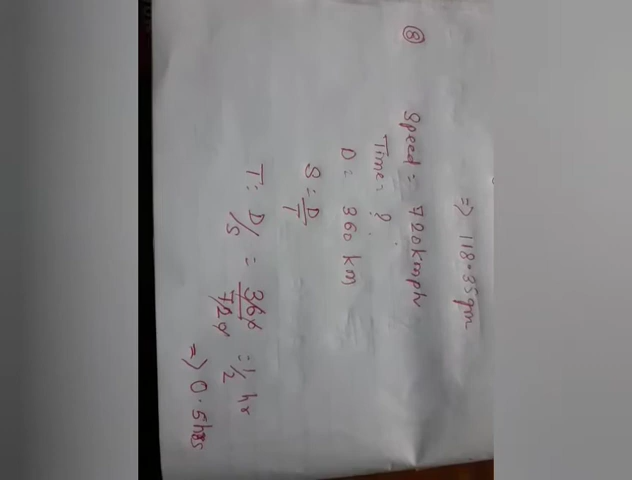 ⇒ 118.35gm
⑧ Speed = 720kmph
Time = ?
D = 360 km
S = D/T
T = D/S = 360/720 = 1/2 hr
⇒ 0.5hrs